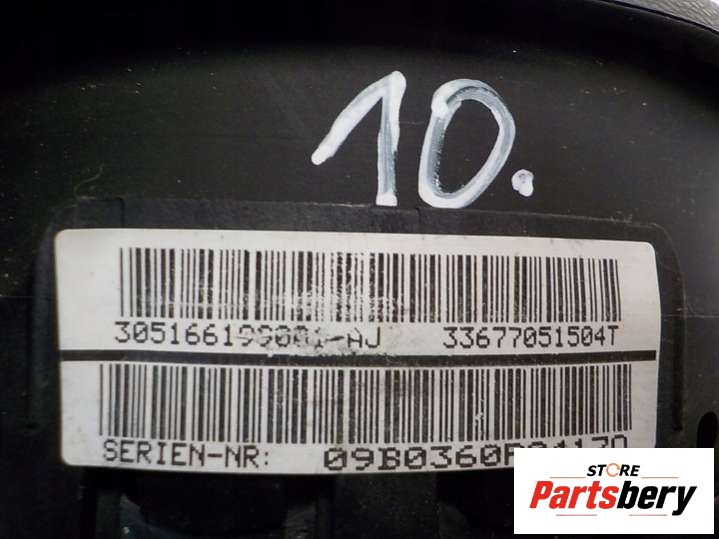 10.
33677051504T
SERIEN-NR:
STORE
Partsbery